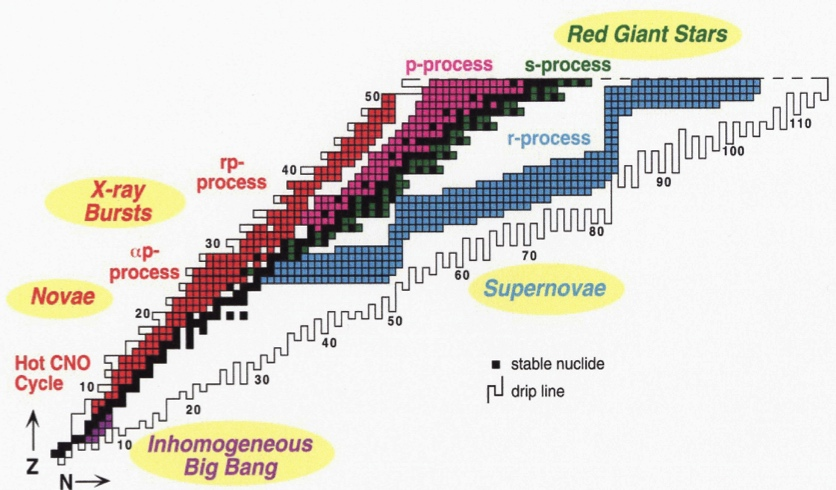 Red Giant Stars
p-process
s-process
50
r-process
110
100
rp-
process
40
90
X-ray
Bursts
30
80
αp-
process
70
60
Novae
Supernovae
20
50
40
Hot CNO
Cycle
10
30
20
10
stable nuclide
drip line
Inhomogeneous
Big Bang
Z
N